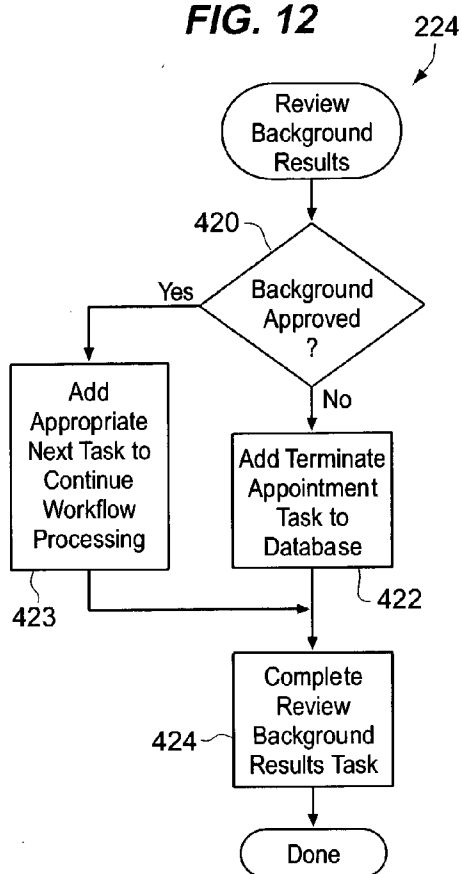 FIG. 12
224
Review
Background
Results
420
Yes
Background
Approved
?
No
Add
Appropriate
Next Task to
Continue
Workflow
Processing
423
Add Terminate
Appointment
Task to
Database
422
Complete
Review
Background
Results Task
424
Done